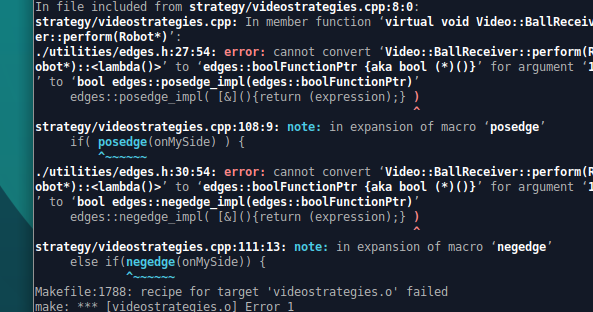 In file included from strategy/videostrategies.cpp:8:0:
strategy/videostrategies.cpp: In member function ‘virtual void Video::BallReceiv
er::perform(Robot*)’:
./utilities/edges.h:27:54: error: cannot convert ‘Video::BallReceiver::perform(R
obot*)::<lambda()>’ to ‘edges::boolFunctionPtr {aka bool (*)()}’ for argument ‘1
’ to ‘bool edges::posedge_impl(edges::boolFunctionPtr)’
edges::posedge_impl( [&](){return (expression);} )
^
strategy/videostrategies.cpp:108:9: note: in expansion of macro ‘posedge’
if( posedge(onMySide) ) {
^~~~~~~
./utilities/edges.h:30:54: error: cannot convert ‘Video::BallReceiver::perform(R
obot*)::<lambda()>’ to ‘edges::boolFunctionPtr {aka bool (*)()}’ for argument ‘1
’ to ‘bool edges::negedge_impl(edges::boolFunctionPtr)’
edges::negedge_impl( [&](){return (expression);} )
^
strategy/videostrategies.cpp:111:13: note: in expansion of macro ‘negedge’
else if(negedge(onMySide)) {
^~~~~~~
Makefile:1788: recipe for target 'videostrategies.o' failed
make: *** [videostrategies.o] Error 1